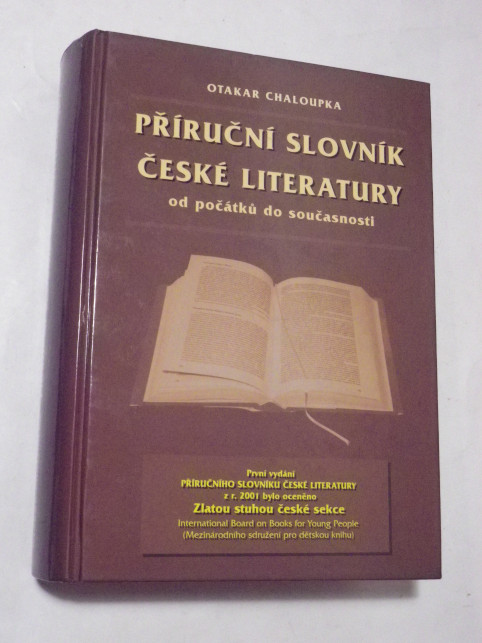 OTAKAR CHALOUPKA
PŘÍRUČNÍ SLOVNÍK
ČESKÉ LITERATURY
od počátků do současnosti
První vydání
PŘÍRUČNÍHO SLOVNÍKU ČESKÉ LITERATURY
z r. 2001 bylo oceněno
Zlatou stuhou české sekce
International Board on Books for Young People
(Mezinárodního sdružení pro dětskou knihu)